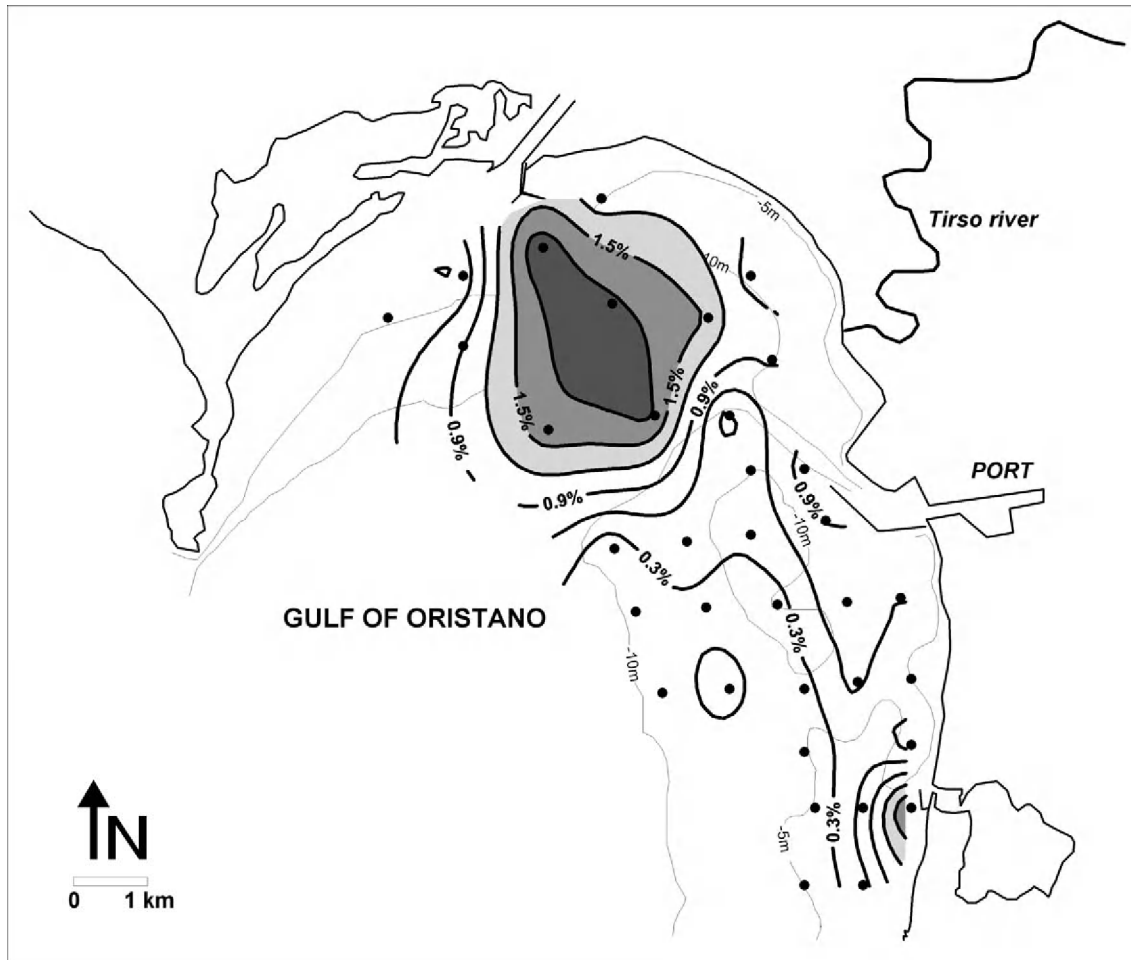 -5m
Tirso river
1.5%
-10m
1.5%
1.5%
0.9%
0.9%
0.9%
PORT
0.9%
-10m
0.3%
GULF OF ORISTANO
0.3%
-10m
N
-5m
0.3%
0 1 km